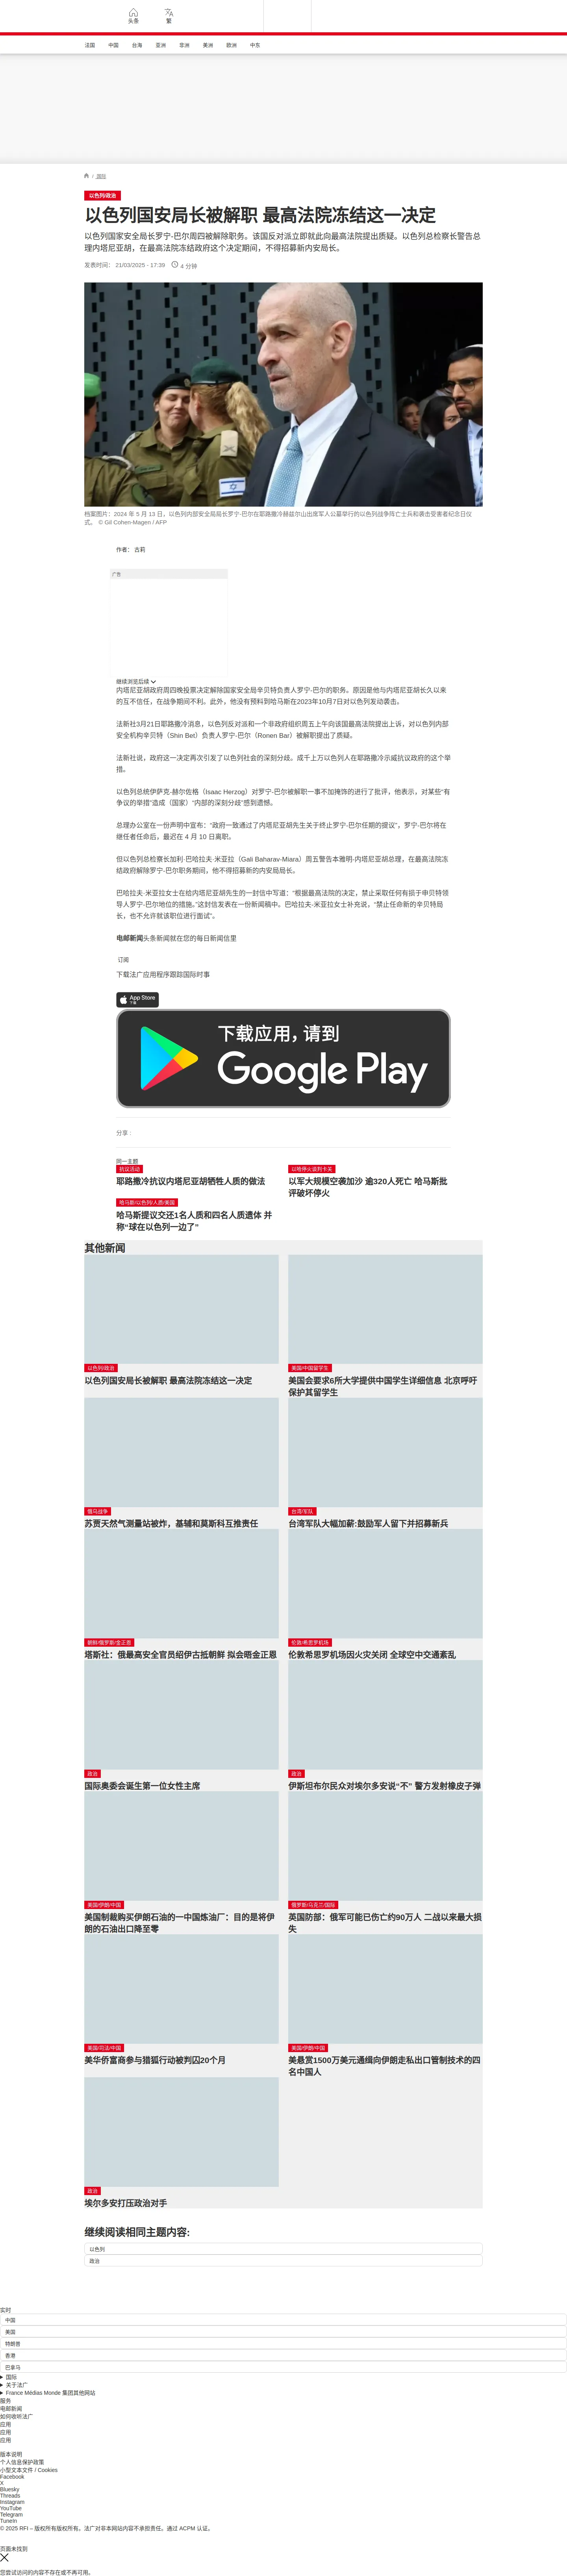 头条
繁
法国 中国 台海 亚洲 非洲 美洲 欧洲 中东
/ 国际
以色列/政治
以色列国安局长被解职 最高法院冻结这一决定
以色列国家安全局长罗宁-巴尔周四被解除职务。该国反对派立即就此向最高法院提出质疑。以色列总检察长警告总
理内塔尼亚胡，在最高法院冻结政府这个决定期间，不得招募新内安局长。
发表时间： 21/03/2025 - 17:39 4 分钟
档案图片：2024 年 5 月 13 日，以色列内部安全局局长罗宁-巴尔在耶路撒冷赫兹尔山出席军人公墓举行的以色列战争阵亡士兵和袭击受害者纪念日仪
式。 © Gil Cohen-Magen / AFP
作者： 古莉
广告
继续浏览后续
内塔尼亚胡政府周四晚投票决定解除国家安全局辛贝特负责人罗宁-巴尔的职务。原因是他与内塔尼亚胡长久以来
的互不信任，在战争期间不利。此外，他没有预料到哈马斯在2023年10月7日对以色列发动袭击。
法新社3月21日耶路撒冷消息，以色列反对派和一个非政府组织周五上午向该国最高法院提出上诉，对以色列内部
安全机构辛贝特（Shin Bet）负责人罗宁-巴尔（Ronen Bar）被解职提出了质疑。
法新社说，政府这一决定再次引发了以色列社会的深刻分歧。成千上万以色列人在耶路撒冷示威抗议政府的这个举
措。
以色列总统伊萨克-赫尔佐格（Isaac Herzog）对罗宁-巴尔被解职一事不加掩饰的进行了批评，他表示，对某些“有
争议的举措”造成（国家）“内部的深刻分歧”感到遗憾。
总理办公室在一份声明中宣布：“政府一致通过了内塔尼亚胡先生关于终止罗宁-巴尔任期的提议”，罗宁-巴尔将在
继任者任命后，最迟在 4 月 10 日离职。
但以色列总检察长加利·巴哈拉夫-米亚拉（Gali Baharav-Miara）周五警告本雅明-内塔尼亚胡总理，在最高法院冻
结政府解除罗宁-巴尔职务期间，他不得招募新的内安局局长。
巴哈拉夫·米亚拉女士在给内塔尼亚胡先生的一封信中写道：“根据最高法院的决定，禁止采取任何有损于申贝特领
导人罗宁-巴尔地位的措施。”这封信发表在一份新闻稿中。巴哈拉夫-米亚拉女士补充说，“禁止任命新的辛贝特局
长，也不允许就该职位进行面试”。
电邮新闻头条新闻就在您的每日新闻信里
订阅
下载法广应用程序跟踪国际时事
App Store
下载
下载应用，请到
Google Play
分享 :
同一主题
抗议活动
耶路撒冷抗议内塔尼亚胡牺牲人质的做法
以哈停火谈判卡关
以军大规模空袭加沙 逾320人死亡 哈马斯批
评破坏停火
哈马斯/以色列/人质/美国
哈马斯提议交还1名人质和四名人质遗体 并
称“球在以色列一边了”
其他新闻
以色列/政治
以色列国安局长被解职 最高法院冻结这一决定
美国/中国留学生
美国会要求6所大学提供中国学生详细信息 北京呼吁
保护其留学生
俄乌战争
苏贾天然气测量站被炸，基辅和莫斯科互推责任
台湾/军队
台湾军队大幅加薪:鼓励军人留下并招募新兵
朝鲜/俄罗斯/金正恩
塔斯社：俄最高安全官员绍伊古抵朝鲜 拟会晤金正恩
伦敦/希思罗机场
伦敦希思罗机场因火灾关闭 全球空中交通紊乱
政治
国际奥委会诞生第一位女性主席
政治
伊斯坦布尔民众对埃尔多安说“不” 警方发射橡皮子弹
美国/伊朗/中国
美国制裁购买伊朗石油的一中国炼油厂：目的是将伊
朗的石油出口降至零
俄罗斯/乌克兰/国际
英国防部：俄军可能已伤亡约90万人 二战以来最大损
失
美国/司法/中国
美华侨富商参与猎狐行动被判囚20个月
美国/伊朗/中国
美悬赏1500万美元通缉向伊朗走私出口管制技术的四
名中国人
政治
埃尔多安打压政治对手
继续阅读相同主题内容:
以色列
政治
实时
中国
美国
特朗普
香港
巴拿马
国际
关于法广
France Médias Monde 集团其他网站
服务
电邮新闻
如何收听法广
应用
应用
应用
版本说明
个人信息保护政策
小型文本文件 / Cookies
Facebook
X
Bluesky
Threads
Instagram
YouTube
Telegram
TuneIn
© 2025 RFI – 版权所有版权所有。法广对非本网站内容不承担责任。通过 ACPM 认证。
页面未找到
您尝试访问的内容不存在或不再可用。